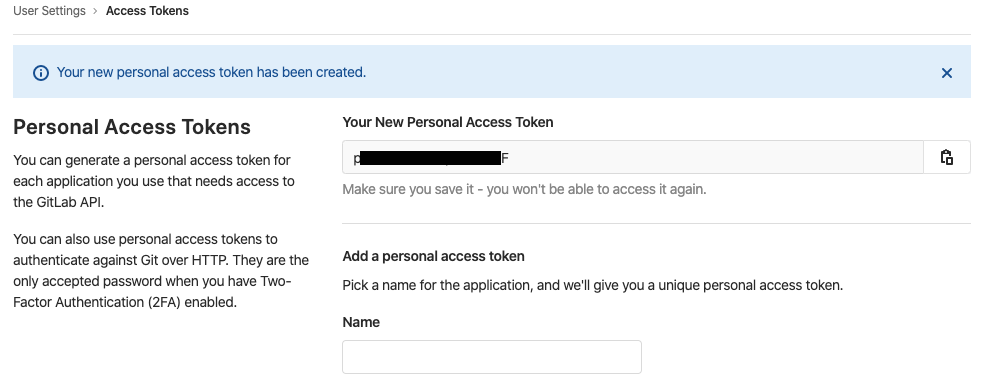 User Settings › Access Tokens
Your new personal access token has been created.
Personal Access Tokens
You can generate a personal access token for
each application you use that needs access to
the GitLab API.
You can also use personal access tokens to
authenticate against Git over HTTP. They are the
only accepted password when you have Two-
Factor Authentication (2FA) enabled.
Your New Personal Access Token
p F
Make sure you save it - you won't be able to access it again.
Add a personal access token
Pick a name for the application, and we'll give you a unique personal access token.
Name